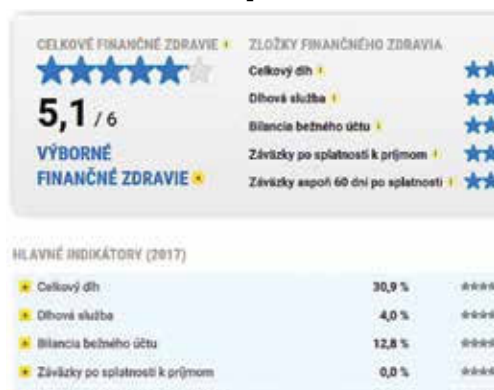 CELKOVÉ FINANČNÉ ZDRAVIE
5,1 / 6
VÝBORNÉ
FINANČNÉ ZDRAVIE
ZLOŽKY FINANČNÉHO ZDRAVIA
Celkový dlh
Dlhová služba
Bilancia bežného účtu
Záväzky po splatnosti k príjmom
Záväzky aspoň 60 dní po splatnosti
HLAVNÉ INDIKÁTORY (2017)
Celkový dlh 30,9 %
Dlhová služba 4,0 %
Bilancia bežného účtu 12,8 %
Záväzky po splatnosti k príjmom 0,0 %